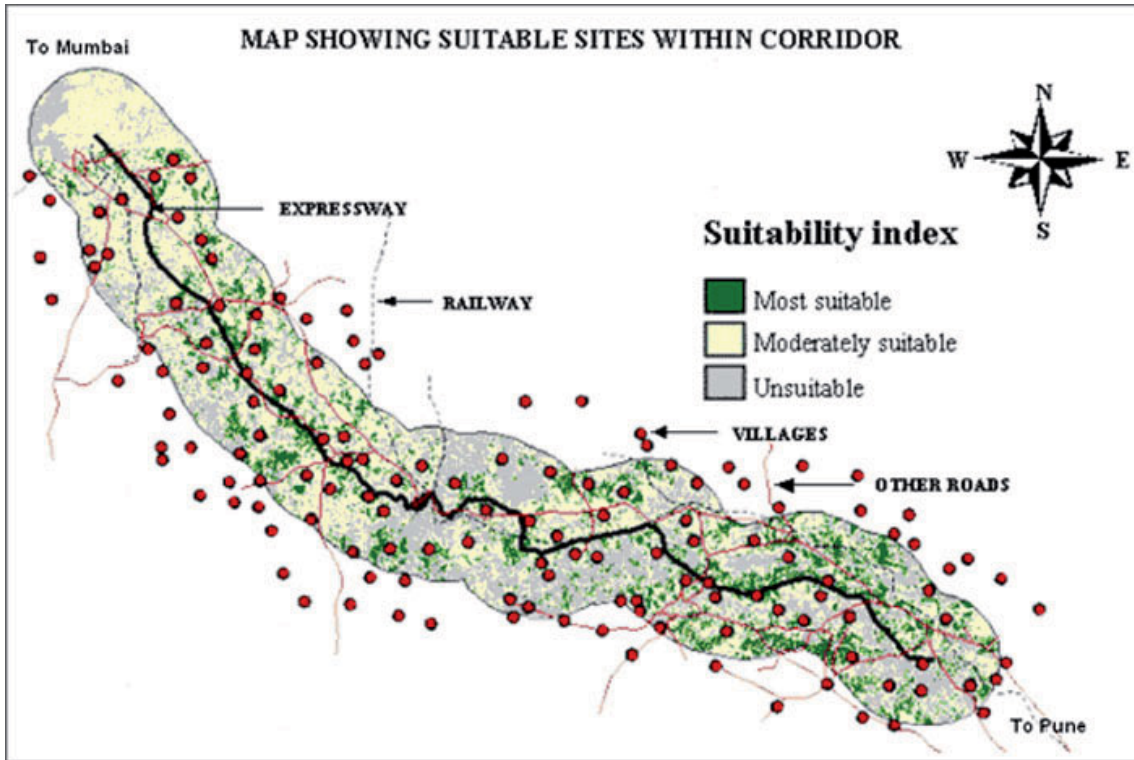 MAP SHOWING SUITABLE SITES WITHIN CORRIDOR
To Mumbai
N
W
E
S
EXPRESSWAY
Suitability index
RAILWAY
Most suitable
Moderately suitable
Unsuitable
VILLAGES
OTHER ROADS
To Pune